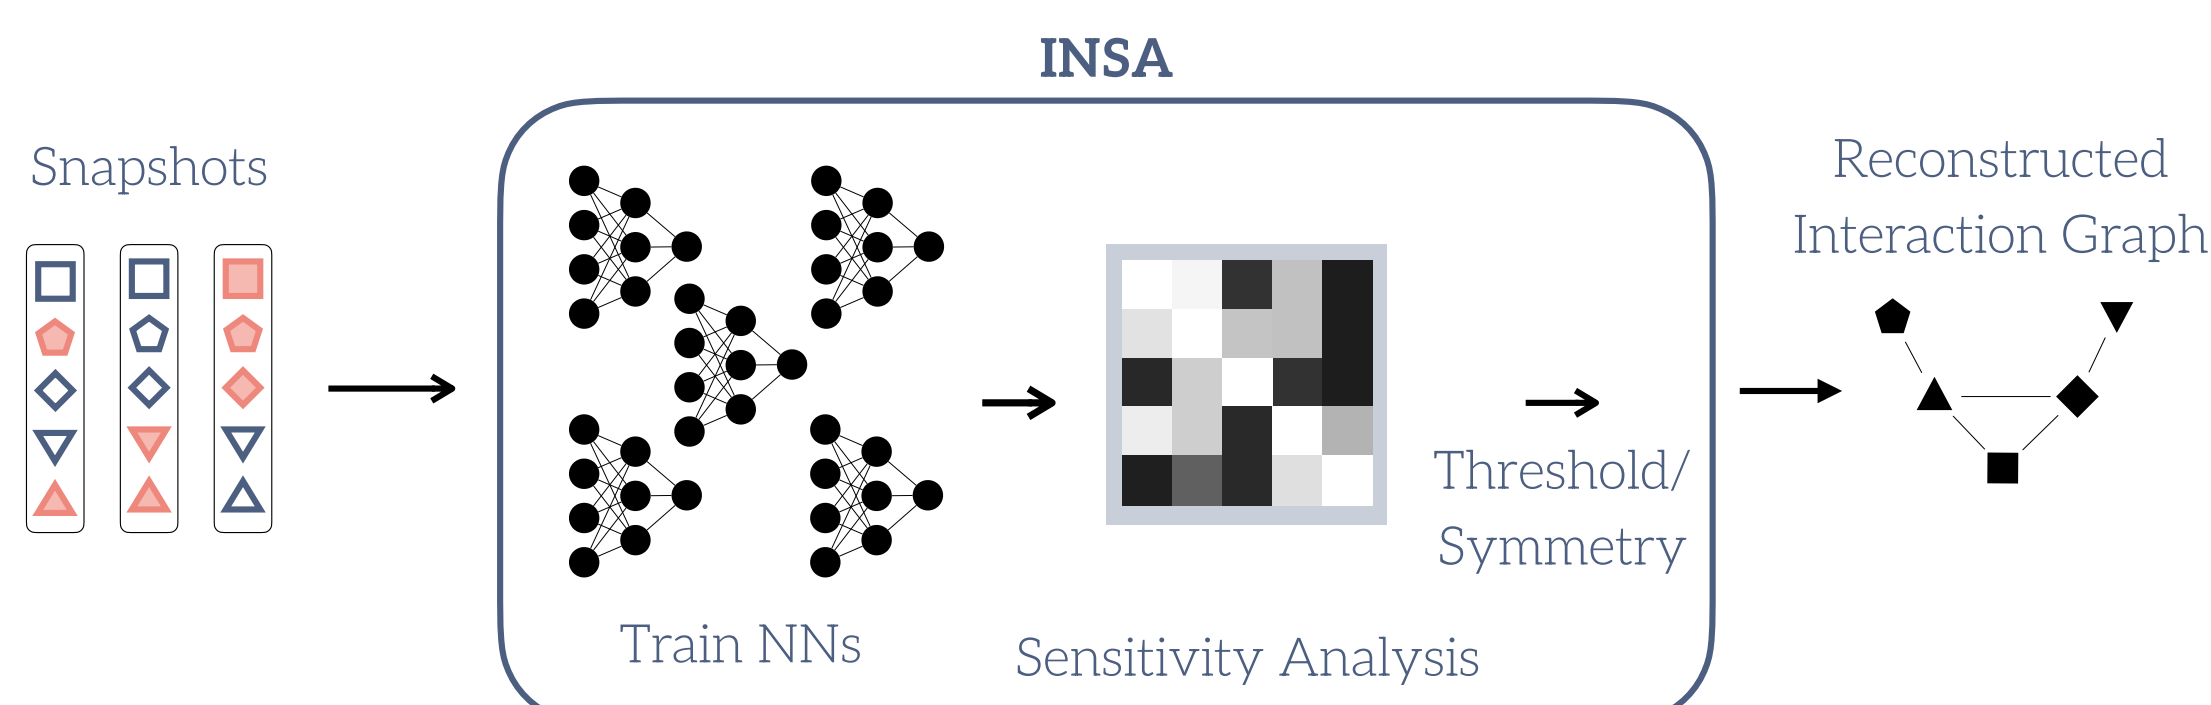 INSA
Snapshots
Train NNs
Sensitivity Analysis
Threshold/
Symmetry
Reconstructed
Interaction Graph